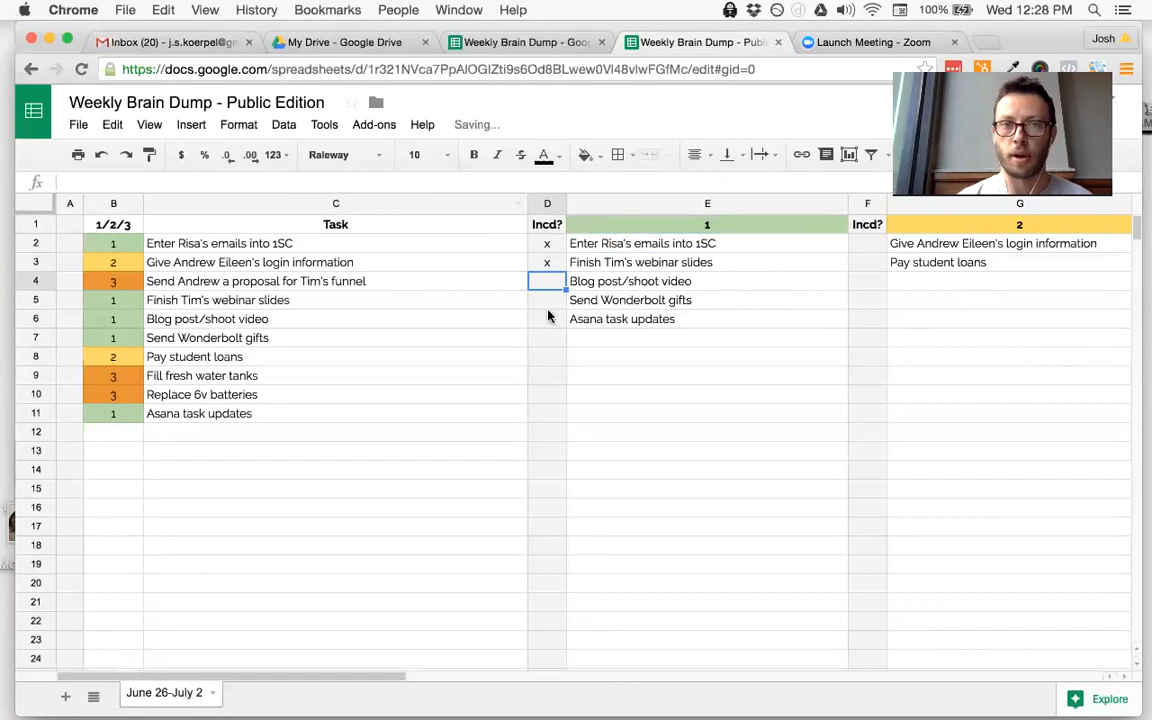 Chrome File Edit View History Bookmarks People Window Help 100% Wed 12:28 PM
Inbox (20) - j.s.koerpel@gm × My Drive - Google Drive × Weekly Brain Dump - Goog × Weekly Brain Dump - Publi × Launch Meeting - Zoom × Josh
https://docs.google.com/spreadsheets/d/1r321NVca7PpAlOGlZti9s6Od8BLwew0Vl48vlwFGfMc/edit#gid=0
Weekly Brain Dump - Public Edition
File Edit View Insert Format Data Tools Add-ons Help Saving...
$ % .0 .00 123 Raleway 10 B I S A
fx
A B C D E F G
1 1/2/3 Task Incd? 1 Incd? 2
2 1 Enter Risa's emails into 1SC x Enter Risa's emails into 1SC Give Andrew Eileen's login information
3 2 Give Andrew Eileen's login information x Finish Tim's webinar slides Pay student loans
4 3 Send Andrew a proposal for Tim's funnel Blog post/shoot video
5 1 Finish Tim's webinar slides Send Wonderbolt gifts
6 1 Blog post/shoot video Asana task updates
7 1 Send Wonderbolt gifts
8 2 Pay student loans
9 3 Fill fresh water tanks
10 3 Replace 6v batteries
11 1 Asana task updates
12
13
14
15
16
17
18
19
20
21
22
23
24
June 26-July 2 Explore